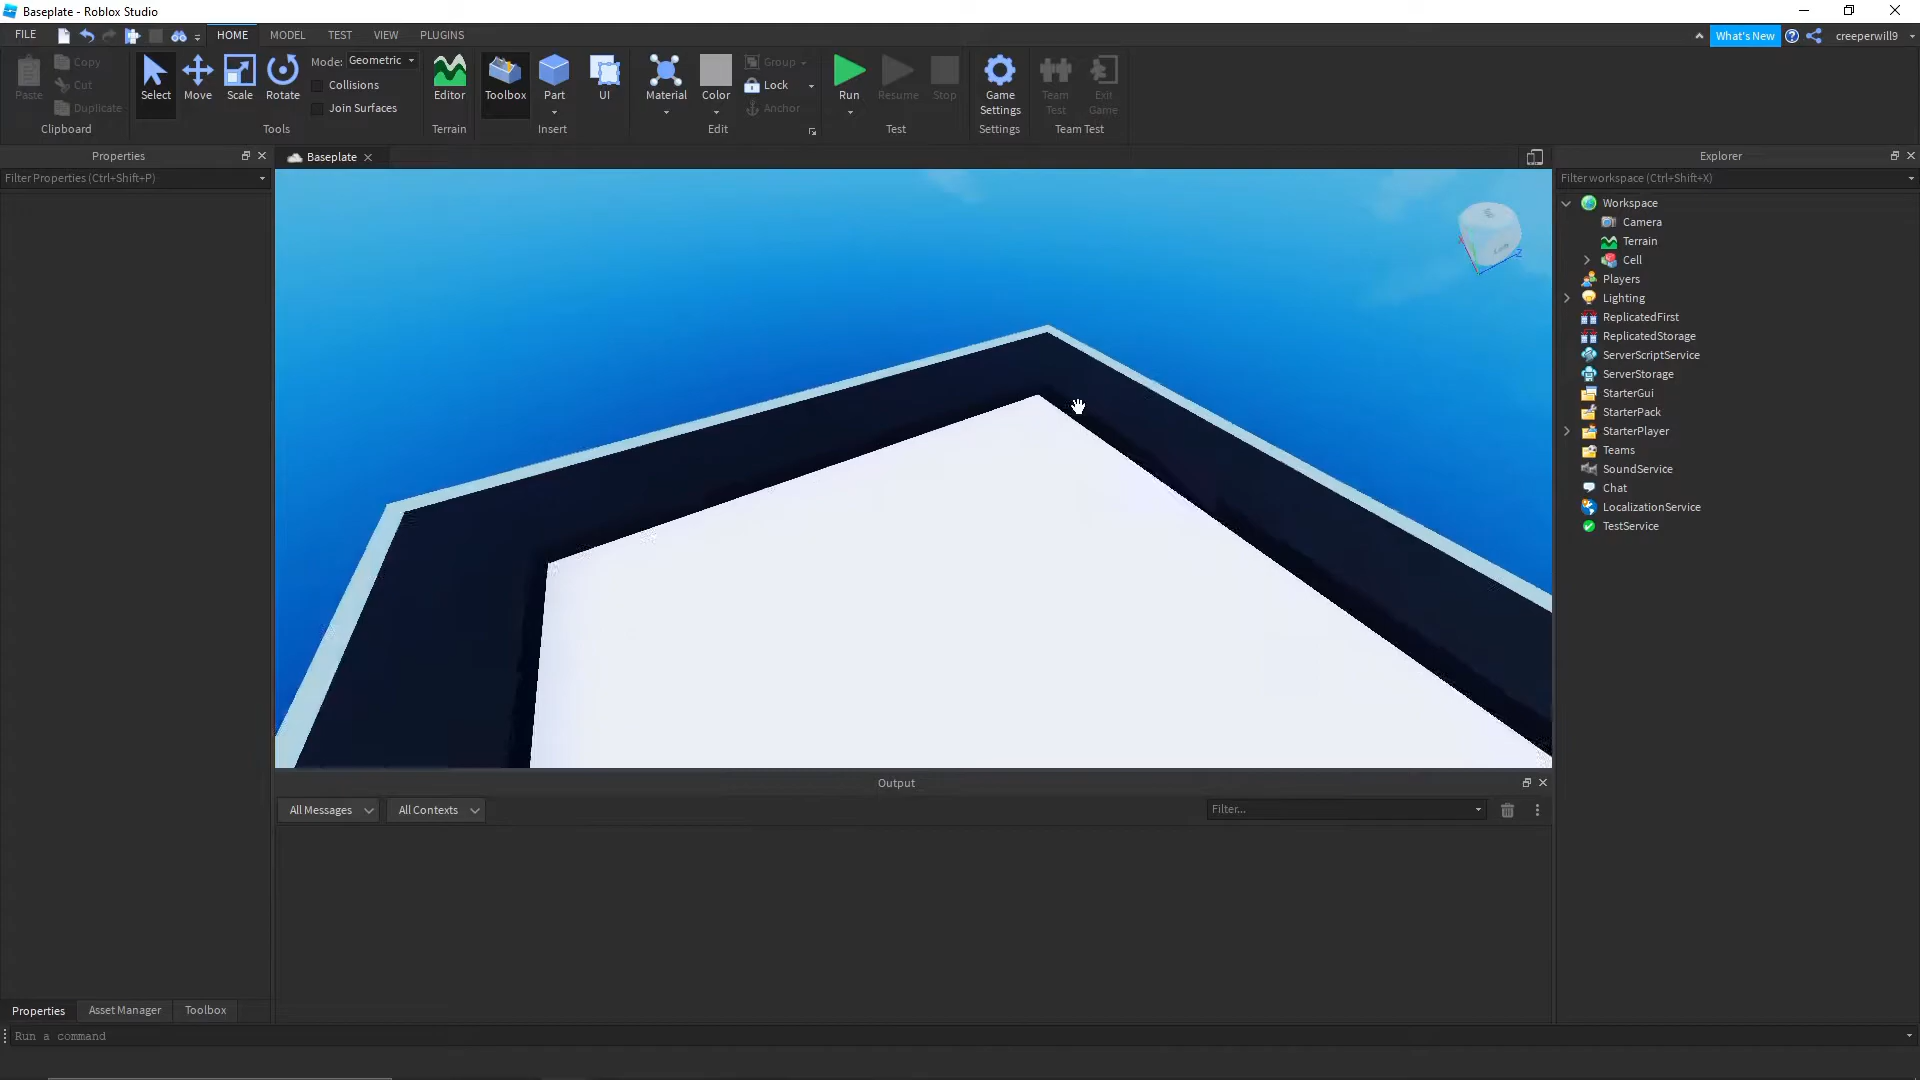 Baseplate - Roblox Studio
FILE
HOME
MODEL
TEST
VIEW
PLUGINS
What's New
creeperwill9
Paste
Copy
Cut
Duplicate
Clipboard
Select
Move
Scale
Rotate
Mode: Geometric
Collisions
Join Surfaces
Tools
Editor
Terrain
Toolbox
Part
UI
Insert
Material
Color
Group
Lock
Anchor
Edit
Run
Resume
Stop
Test
Game
Settings
Settings
Team
Test
Exit
Game
Team Test
Properties
Filter Properties (Ctrl+Shift+P)
Baseplate
X
Z
Explorer
Filter workspace (Ctrl+Shift+X)
Workspace
Camera
Terrain
Cell
Players
Lighting
ReplicatedFirst
ReplicatedStorage
ServerScriptService
ServerStorage
StarterGui
StarterPack
StarterPlayer
Teams
SoundService
Chat
LocalizationService
TestService
Output
All Messages
All Contexts
Filter...
Properties
Asset Manager
Toolbox
Run a command